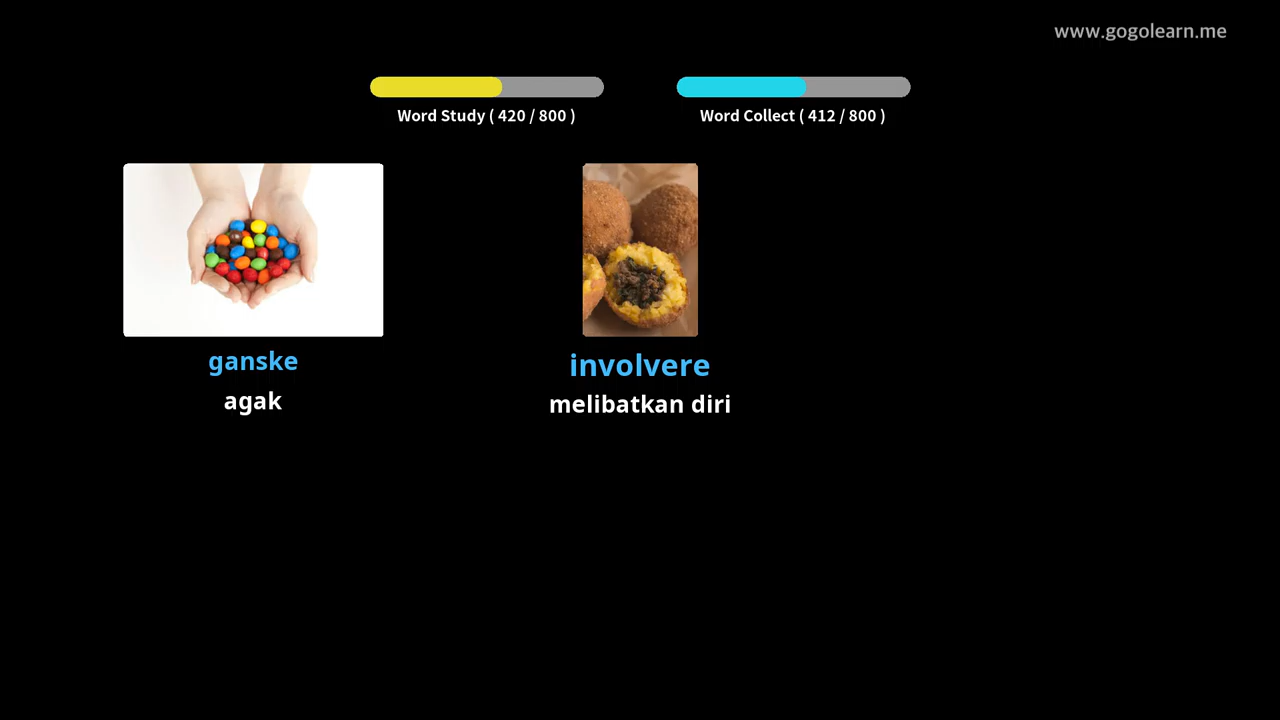 www.gogolearn.me
Word Study ( 420 / 800 )
Word Collect ( 412 / 800 )
ganske
agak
involvere
melibatkan diri